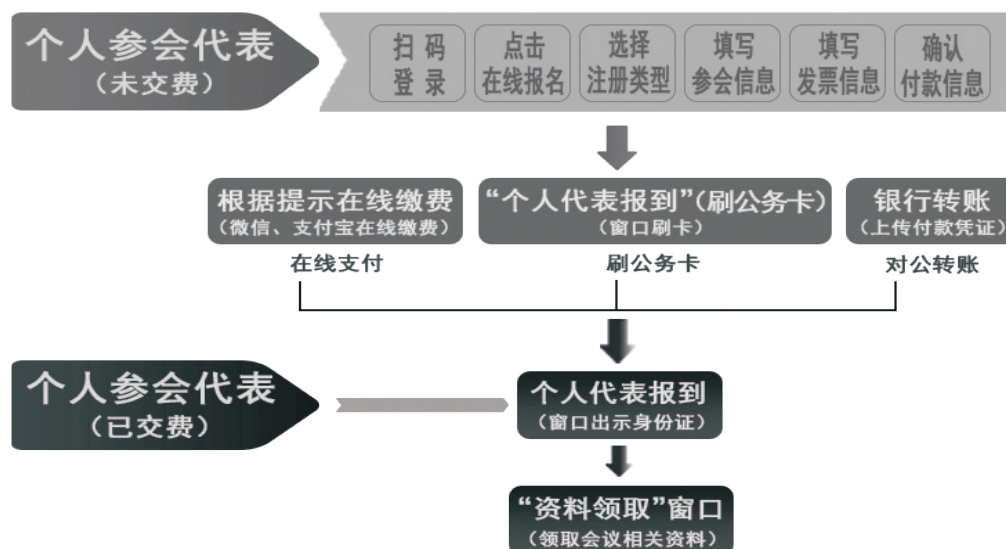 个人参会代表
（未交费）
扫 码
登 录
点击
在线报名
选择
注册类型
填写
参会信息
填写
发票信息
确认
付款信息
根据提示在线缴费
（微信、支付宝在线缴费）
“个人代表报到”（刷公务卡）
（窗口刷卡）
银行转账
（上传付款凭证）
在线支付
刷公务卡
对公转账
个人参会代表
（已交费）
个人代表报到
（窗口出示身份证）
“资料领取”窗口
（领取会议相关资料）